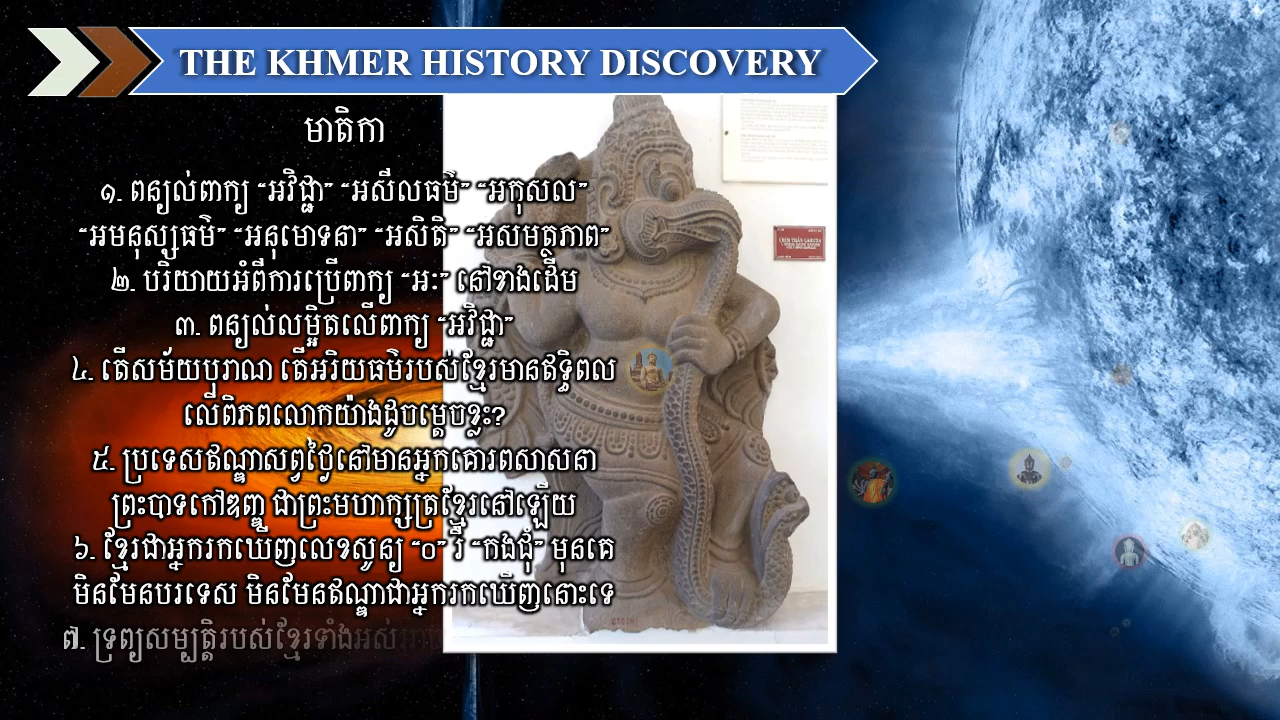 THE KHMER HISTORY DISCOVERY
មាតិកា
១. ពន្យល់ពាក្យ “អវិជ្ជា” “អសីលធម៌” “អកុសល”
“អមនុស្សធម៌” “អនុមោទនា” “អសិតិ” “អសមត្ថភាព”
២. បរិយាយអំពីការប្រើពាក្យ “អៈ” នៅខាងដើម
៣. ពន្យល់លម្អិតលើពាក្យ “អវិជ្ជា”
៤. តើសម័យបុរាណ តើអរិយធម៌របស់ខ្មែរមានឥទ្ធិពល
លើពិភពលោកយ៉ាងដូចម្ដេចខ្លះ?
៥. ប្រទេសឥណ្ឌាសព្វថ្ងៃនៅមានអ្នកគោរពសាសនា
ព្រះបាទកៅឌញ្ញ ជាព្រះមហាក្សត្រខ្មែរនៅឡើយ
៦. ខ្មែរជាអ្នករកឃើញលេខសូន្យ “០” រឺ “កងជុំ” មុនគេ
មិនមែនបរទេស មិនមែនឥណ្ឌាជាអ្នករកឃើញនោះទេ
៧. ទ្រព្យសម្បត្តិរបស់ខ្មែរទាំងអស់